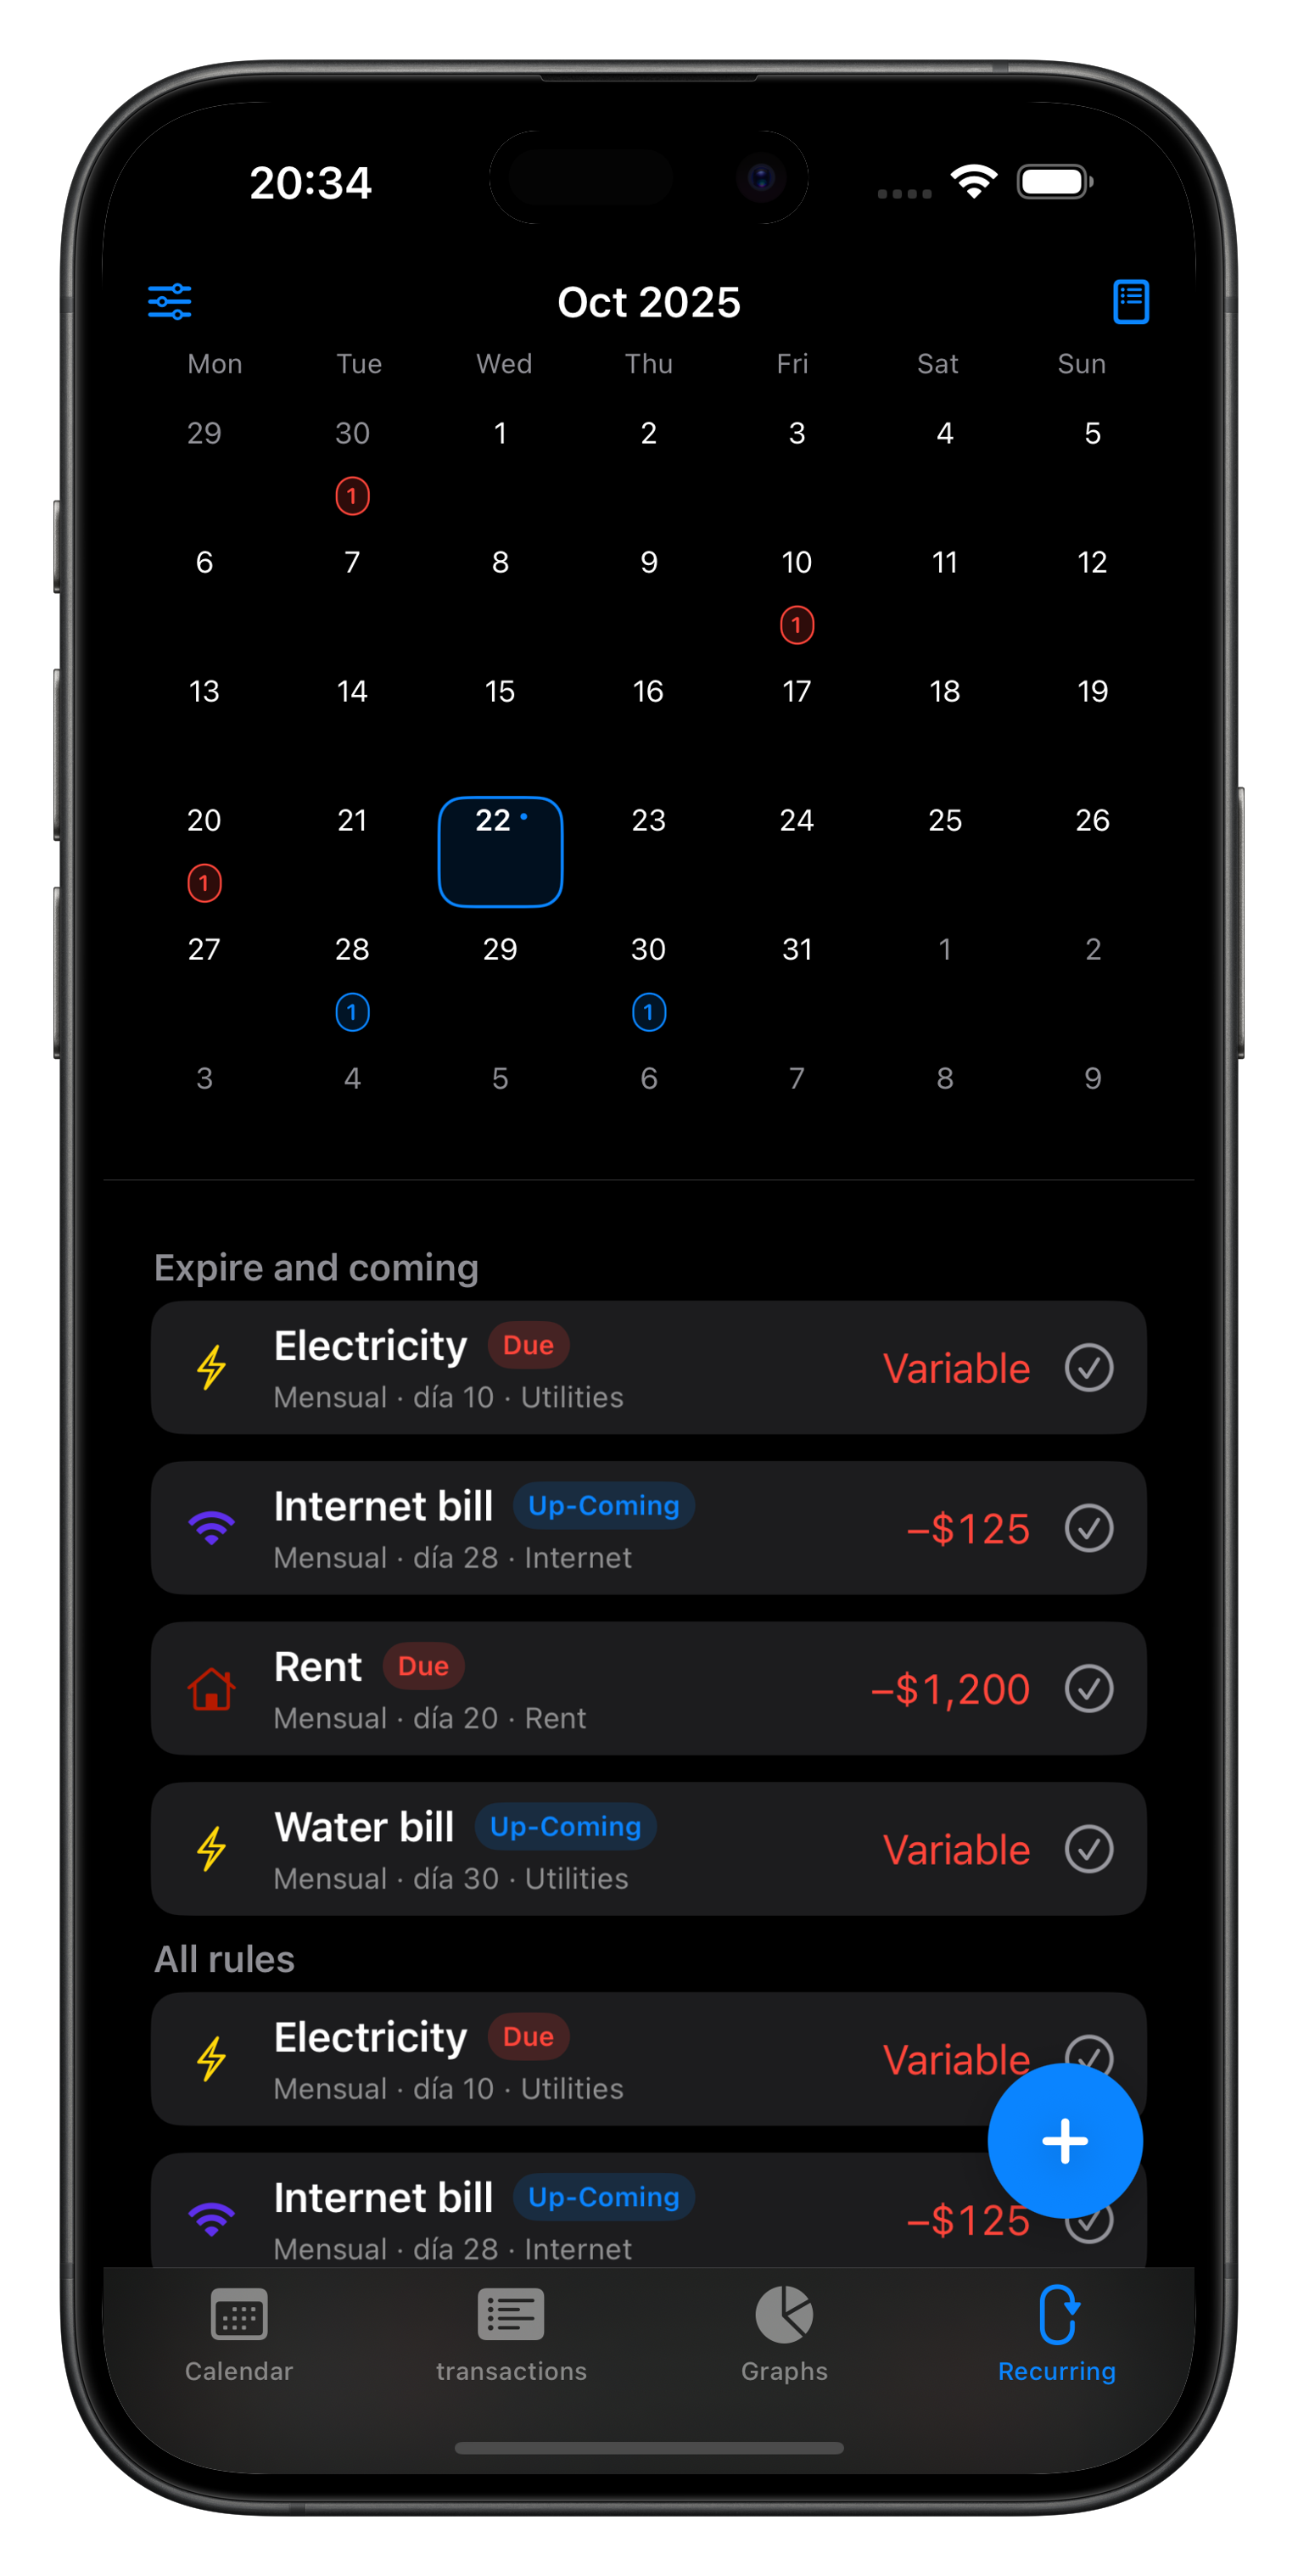 20:34
Oct 2025
Mon Tue Wed Thu Fri Sat Sun
29 30 1 2 3 4 5
1
6 7 8 9 10 11 12
1
13 14 15 16 17 18 19
20 21 22 23 24 25 26
1
27 28 29 30 31 1 2
1 1
3 4 5 6 7 8 9
Expire and coming
Electricity Due
Mensual · día 10 · Utilities
Variable
Internet bill Up-Coming
Mensual · día 28 · Internet
–$125
Rent Due
Mensual · día 20 · Rent
–$1,200
Water bill Up-Coming
Mensual · día 30 · Utilities
Variable
All rules
Electricity Due
Mensual · día 10 · Utilities
Variable
Internet bill Up-Coming
Mensual · día 28 · Internet
–$125
Calendar transactions Graphs Recurring